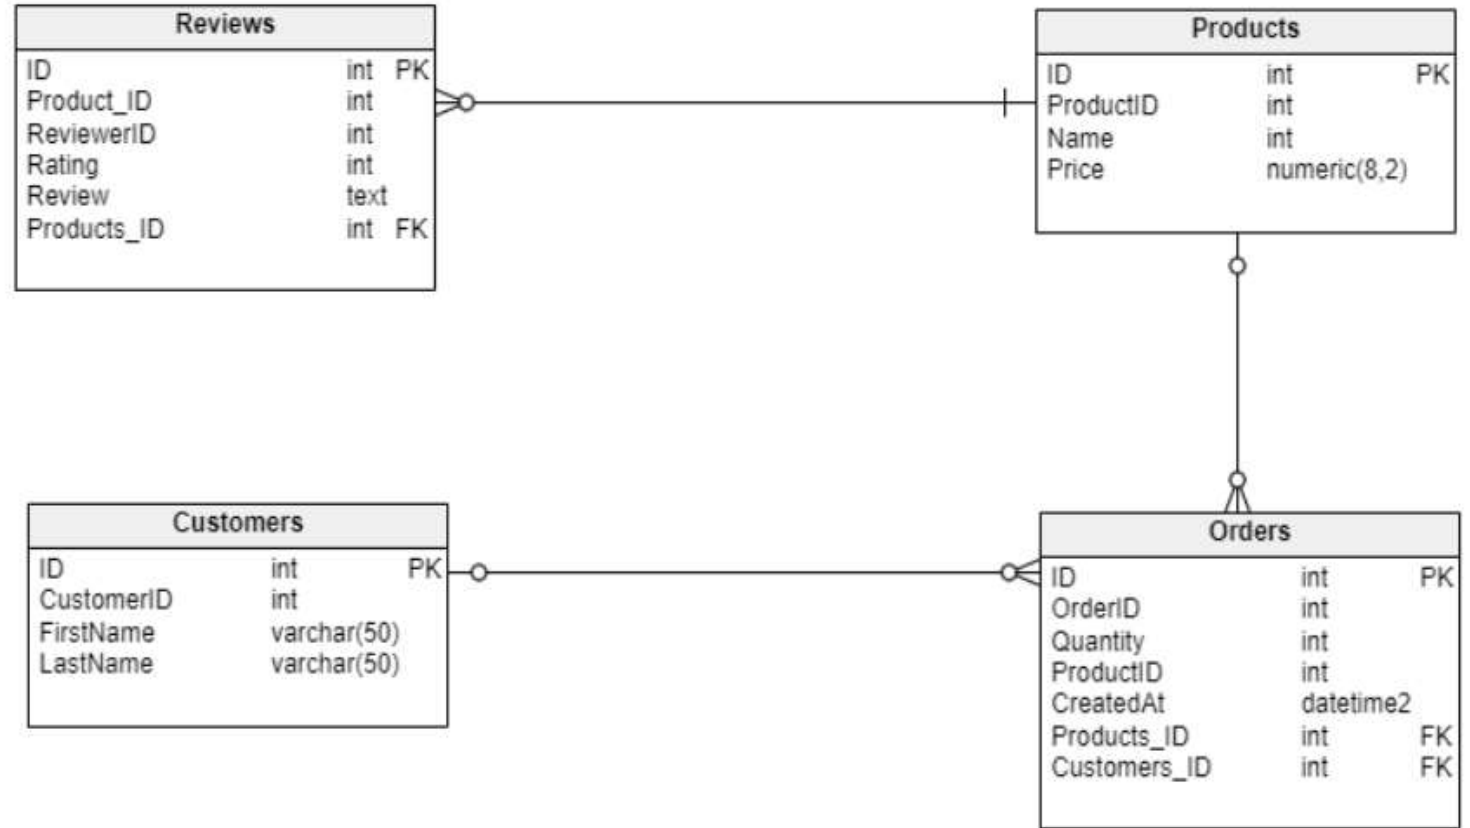 Reviews
ID int PK
Product_ID int
ReviewerID int
Rating int
Review text
Products_ID int FK
Products
ID int PK
ProductID int
Name int
Price numeric(8,2)
Customers
ID int PK
CustomerID int
FirstName varchar(50)
LastName varchar(50)
Orders
ID int PK
OrderID int
Quantity int
ProductID int
CreatedAt datetime2
Products_ID int FK
Customers_ID int FK